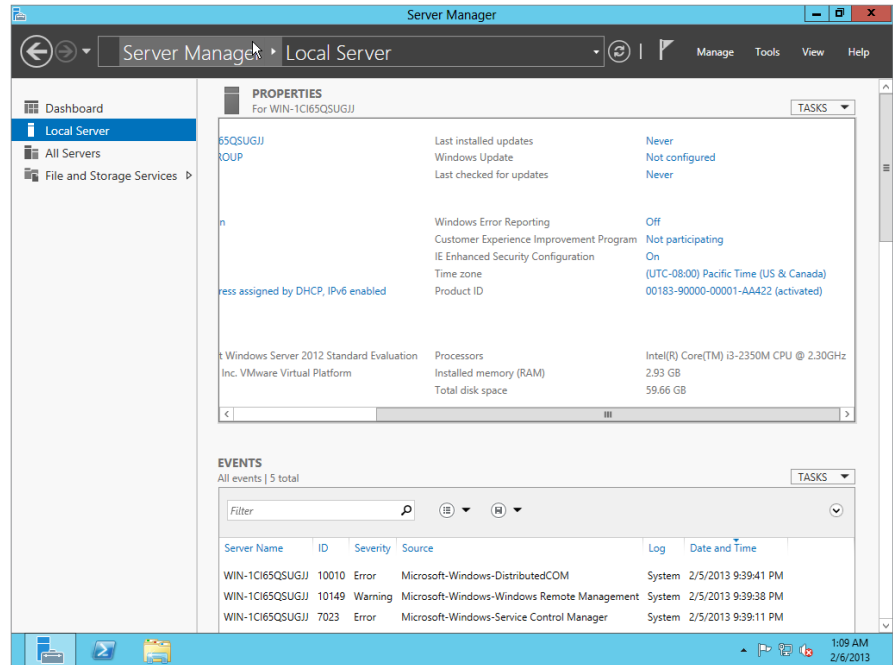 Server Manager
Server Manager • Local Server
Manage Tools View Help
Dashboard
Local Server
All Servers
File and Storage Services
PROPERTIES
For WIN-1CI65QSUGJJ
TASKS
65QSUGJJ Last installed updates Never
ROUP Windows Update Not configured
Last checked for updates Never
n Windows Error Reporting Off
Customer Experience Improvement Program Not participating
IE Enhanced Security Configuration On
Time zone (UTC-08:00) Pacific Time (US & Canada)
ress assigned by DHCP, IPv6 enabled Product ID 00183-90000-00001-AA422 (activated)
t Windows Server 2012 Standard Evaluation Processors Intel(R) Core(TM) i3-2350M CPU @ 2.30GHz
Inc. VMware Virtual Platform Installed memory (RAM) 2.93 GB
Total disk space 59.66 GB
EVENTS
All events | 5 total
TASKS
Filter
Server Name ID Severity Source Log Date and Time
WIN-1CI65QSUGJJ 10010 Error Microsoft-Windows-DistributedCOM System 2/5/2013 9:39:41 PM
WIN-1CI65QSUGJJ 10149 Warning Microsoft-Windows-Windows Remote Management System 2/5/2013 9:39:38 PM
WIN-1CI65QSUGJJ 7023 Error Microsoft-Windows-Service Control Manager System 2/5/2013 9:39:11 PM
1:09 AM
2/6/2013